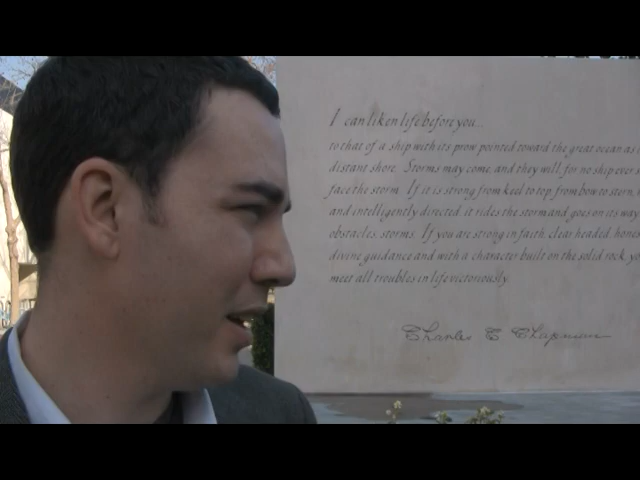 I can liken life before you...
to that of a ship with its prow pointed toward the great ocean as
distant shore. Storms may come, and they will, for no ship ever
face the storm. If it is strong from keel to top, from bow to stern,
and intelligently directed, it rides the storm and goes on its way
obstacles, storms. If you are strong in faith, clear headed,
divine guidance and with a character built on the solid rock,
meet all troubles in life victoriously.
Charles C Chapman